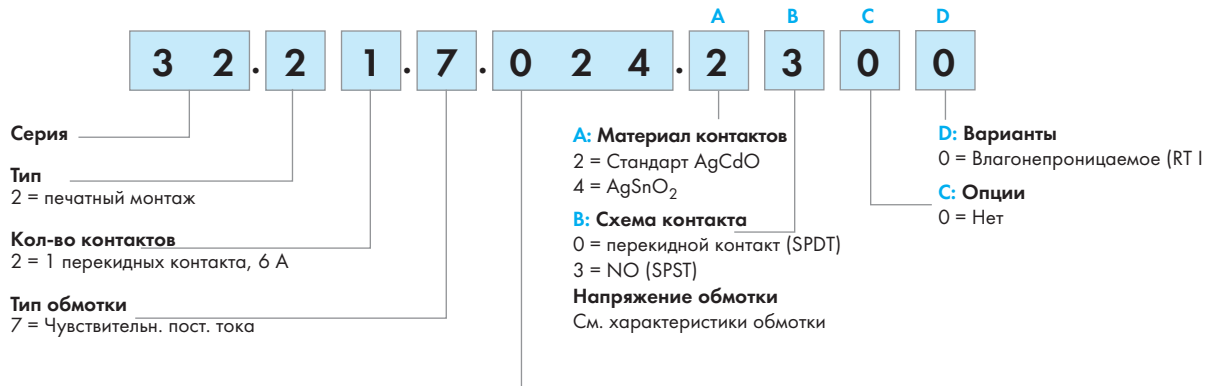 A B C D
3 2 . 2 1 . 7 . 0 2 4 . 2 3 0 0
Серия
Тип
2 = печатный монтаж
Кол-во контактов
2 = 1 перекидных контакта, 6 А
Тип обмотки
7 = Чувствительн. пост. тока
A: Материал контактов
2 = Стандарт AgCdO
4 = AgSnO2
B: Схема контакта
0 = перекидной контакт (SPDT)
3 = NO (SPST)
Напряжение обмотки
См. характеристики обмотки
D: Варианты
0 = Влагонепроницаемое (RT I
C: Опции
0 = Нет